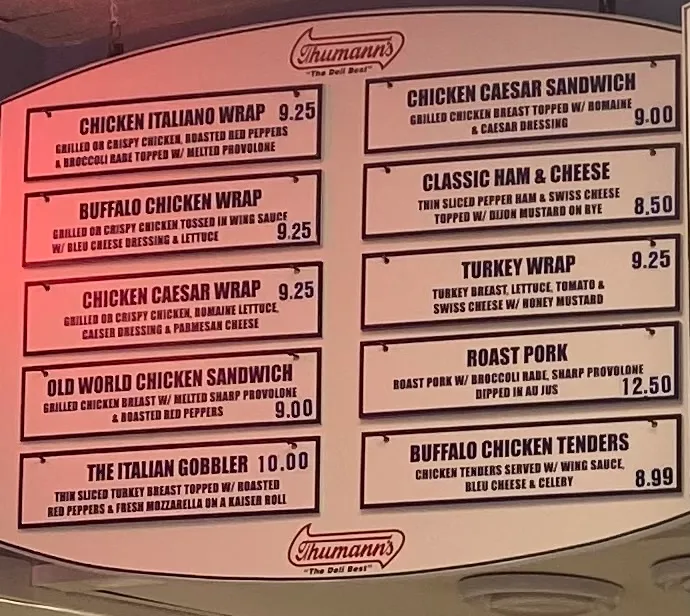 Thumann's
"The Deli Best"
CHICKEN ITALIANO WRAP 9.25
GRILLED OR CRISPY CHICKEN, ROASTED RED PEPPERS
& BROCCOLI RABE TOPPED W/ MELTED PROVOLONE
BUFFALO CHICKEN WRAP
GRILLED OR CRISPY CHICKEN TOSSED IN WING SAUCE
W/ BLEU CHEESE DRESSING & LETTUCE 9.25
CHICKEN CAESAR WRAP 9.25
GRILLED OR CRISPY CHICKEN, ROMAINE LETTUCE,
CAESER DRESSING & PARMESAN CHEESE
OLD WORLD CHICKEN SANDWICH
GRILLED CHICKEN BREAST W/ MELTED SHARP PROVOLONE
& ROASTED RED PEPPERS 9.00
THE ITALIAN GOBBLER 10.00
THIN SLICED TURKEY BREAST TOPPED W/ ROASTED
RED PEPPERS & FRESH MOZZARELLA ON A KAISER ROLL
CHICKEN CAESAR SANDWICH
GRILLED CHICKEN BREAST TOPPED W/ ROMAINE
& CAESAR DRESSING 9.00
CLASSIC HAM & CHEESE
THIN SLICED PEPPER HAM & SWISS CHEESE
TOPPED W/ DIJON MUSTARD ON RYE 8.50
TURKEY WRAP 9.25
TURKEY BREAST, LETTUCE, TOMATO &
SWISS CHEESE W/ HONEY MUSTARD
ROAST PORK
ROAST PORK W/ BROCCOLI RABE, SHARP PROVOLONE
DIPPED IN AU JUS 12.50
BUFFALO CHICKEN TENDERS
CHICKEN TENDERS SERVED W/ WING SAUCE,
BLEU CHEESE & CELERY 8.99
Thumann's
"The Deli Best"